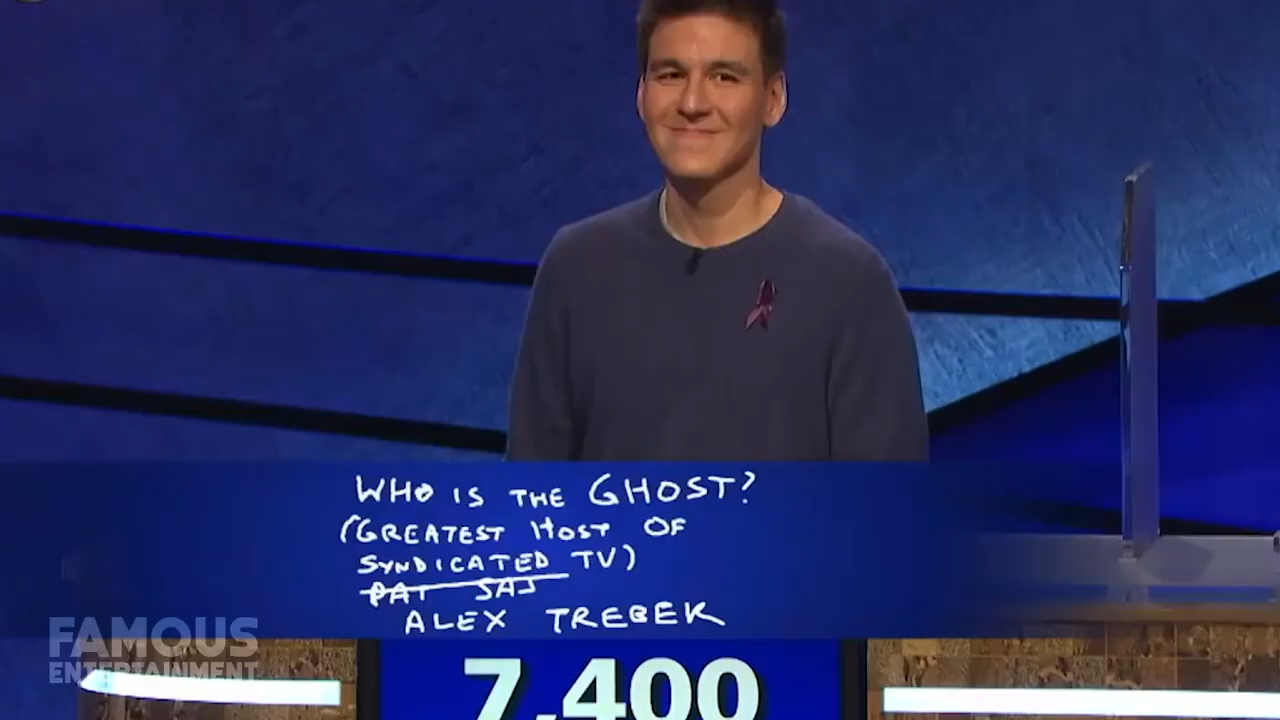 WHO IS THE GHOST?
(GREATEST HOST OF
SYNDICATED TV)
PAT SAJ
ALEX TREBEK
FAMOUS
ENTERTAINMENT
7,400